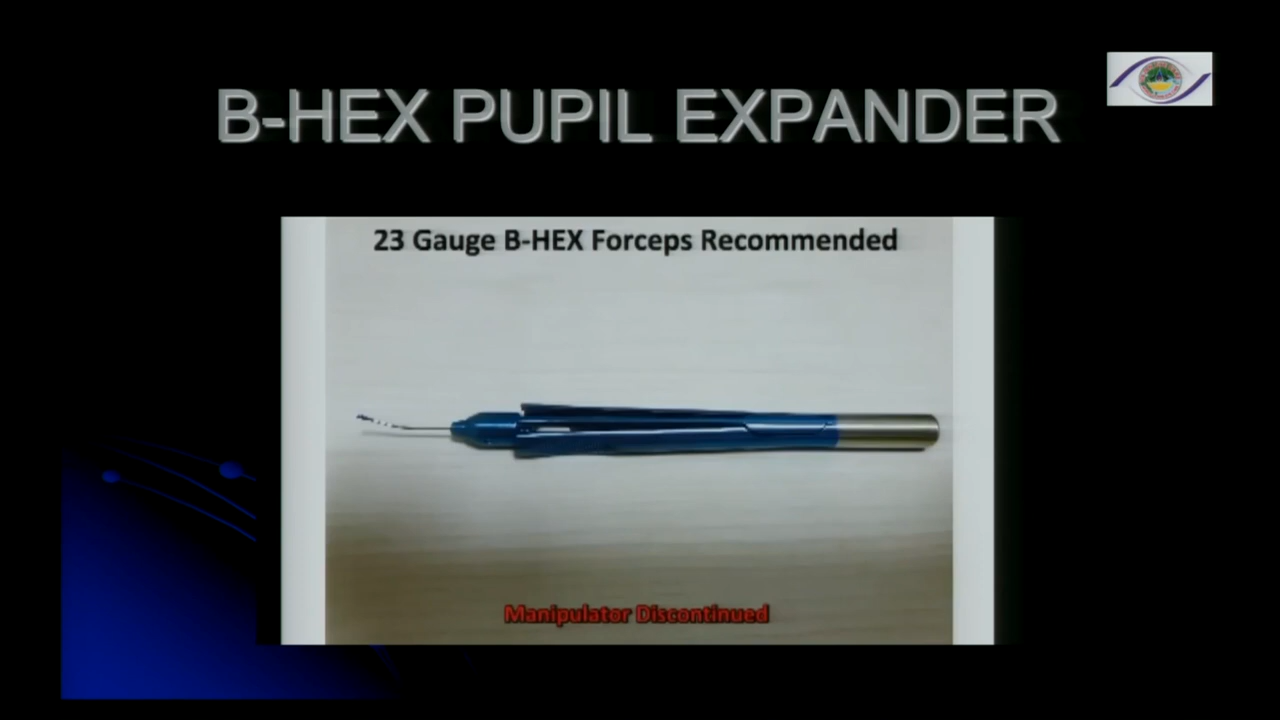 B-HEX PUPIL EXPANDER
23 Gauge B-HEX Forceps Recommended
Manipulator Discontinued